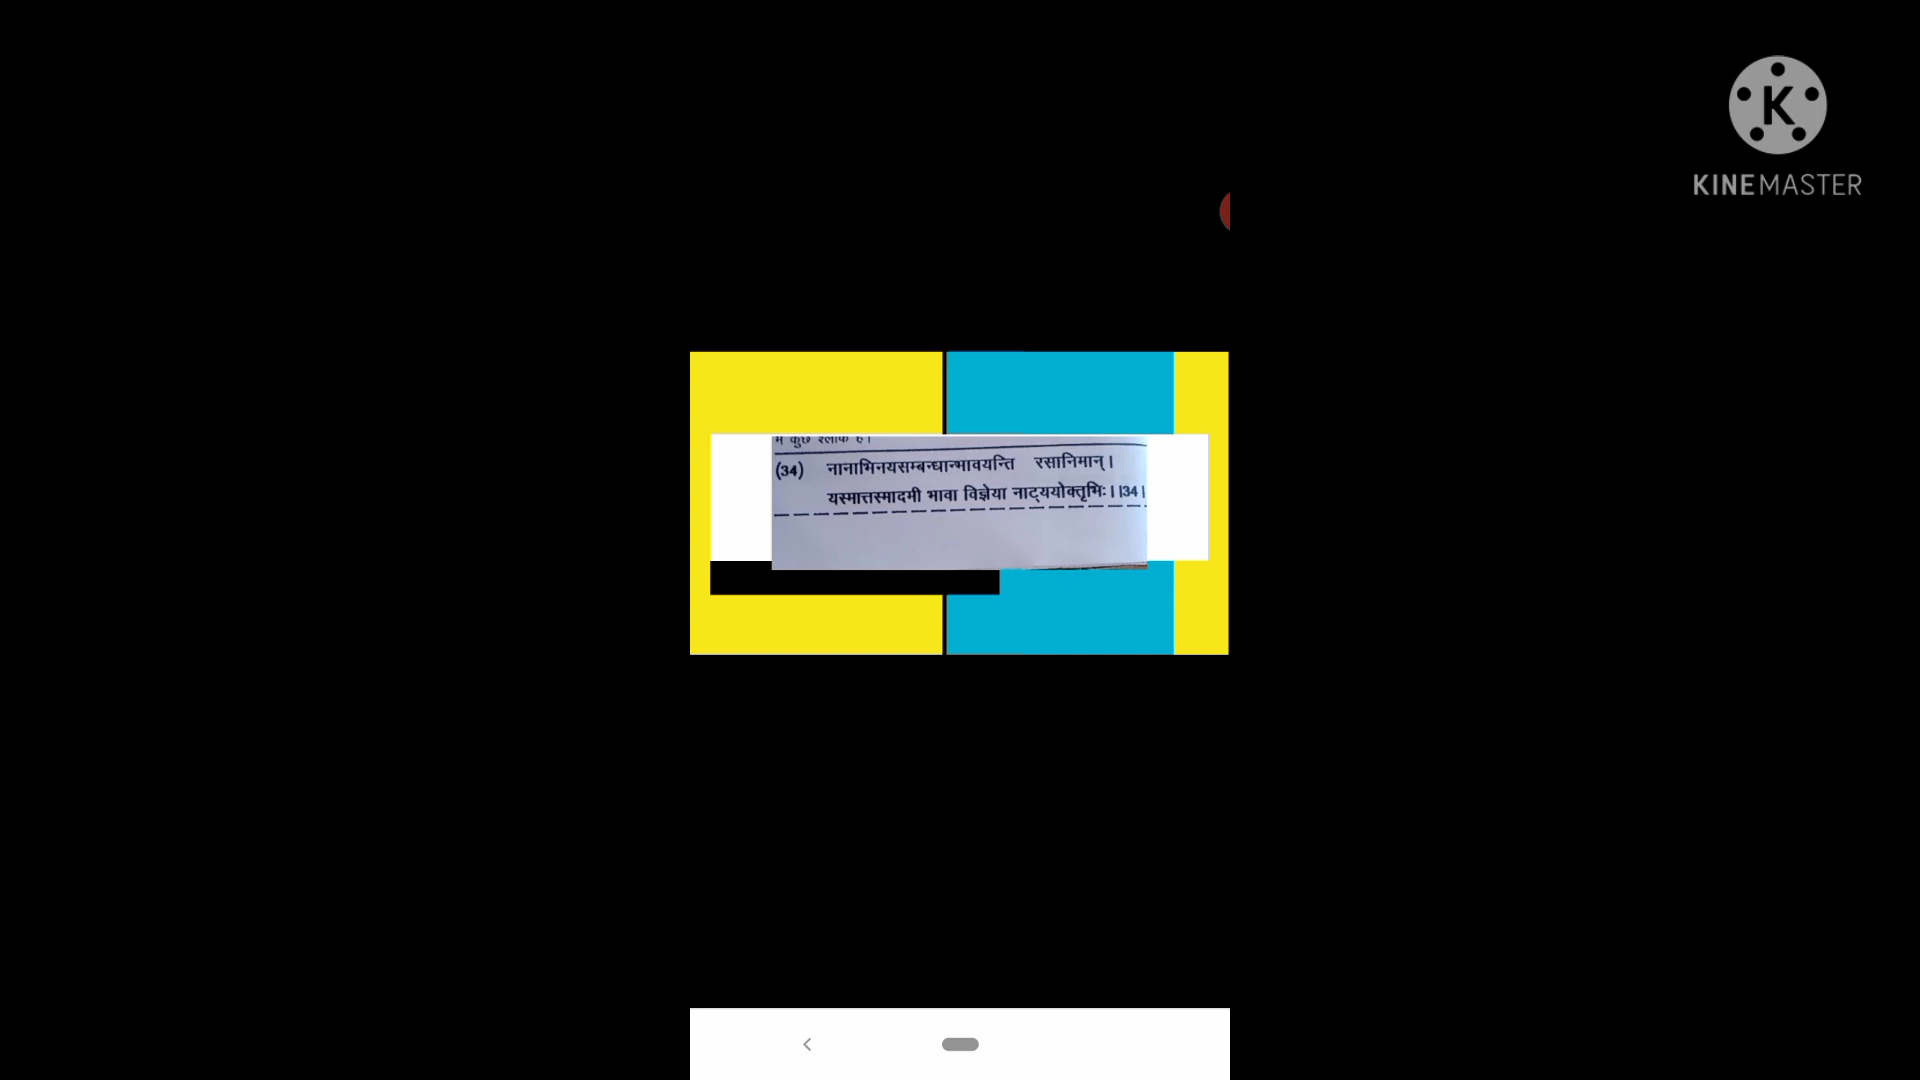 KINEMASTER
में कुछ श्लोक है।
(34) नानाभिनयसम्बन्धान्भावयन्ति रसानिमान्।
यस्मात्तस्मादमी भावा विज्ञेया नाट्ययोक्तृभिः।।34।